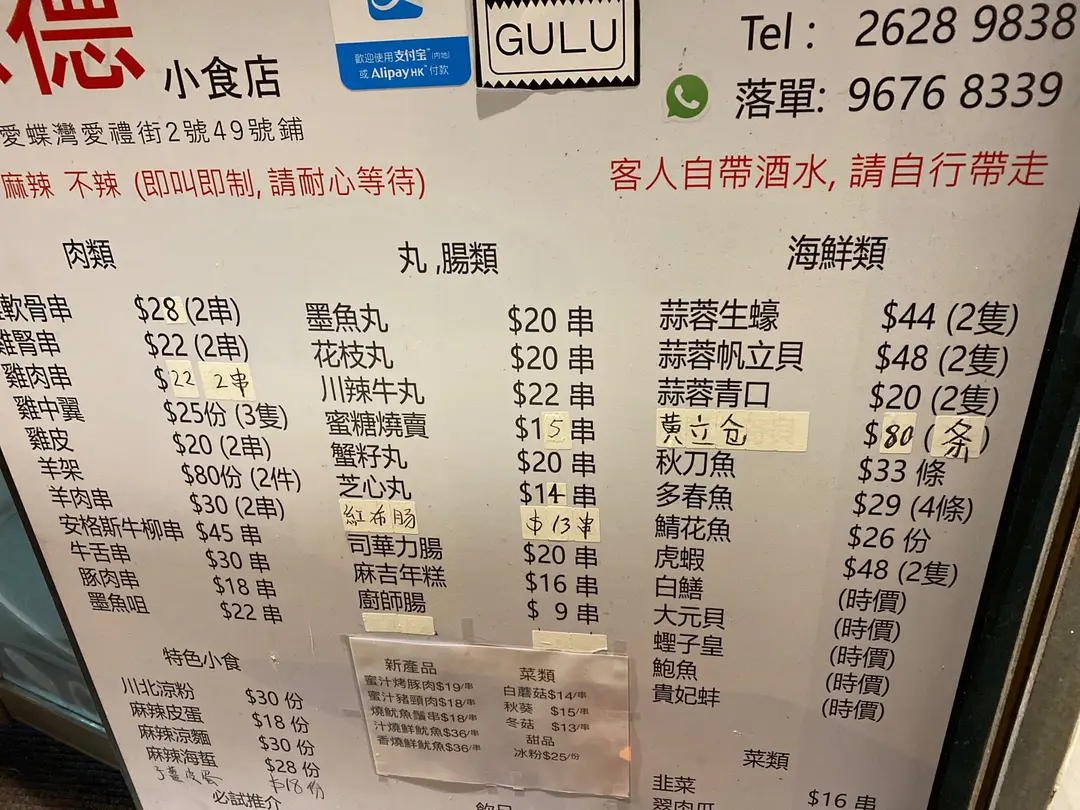 德 小食店
歡迎使用支付寶 (内地)
或 AlipayHK 付款
GULU
Tel : 2628 9838
落單: 9676 8339
愛蝶灣愛禮街2號49號鋪
麻辣 不辣 (即叫即制, 請耐心等待)
客人自帶酒水, 請自行帶走
肉類
軟骨串 $28 (2串)
雞腎串 $22 (2串)
雞肉串 $22 2串
雞中翼 $25份 (3隻)
雞皮 $20 (2串)
羊架 $80份 (2件)
羊肉串 $30 (2串)
安格斯牛柳串 $45 串
牛舌串 $30 串
豚肉串 $18 串
墨魚咀 $22 串
特色小食
川北涼粉 $30 份
麻辣皮蛋 $18 份
麻辣涼麵 $30 份
麻辣海蜇 $28 份
子薑皮蛋 $18 份
必試推介
丸 ,腸類
墨魚丸 $20 串
花枝丸 $20 串
川辣牛丸 $22 串
蜜糖燒賣 $15 串
蟹籽丸 $20 串
芝心丸 $14 串
紅布肠 $13 串
司華力腸 $20 串
麻吉年糕 $16 串
廚師腸 $ 9 串
新產品
蜜汁烤豚肉$19/串
蜜汁豬頸肉$18/串
燒魷魚鬚串$18/串
汁燒鮮魷魚$36/串
香燒鮮魷魚$36/串
菜類
白蘑菇$14/串
秋葵 $15/串
冬菇 $13/串
甜品
冰粉$25/份
飲品
海鮮類
蒜蓉生蠔 $44 (2隻)
蒜蓉帆立貝 $48 (2隻)
蒜蓉青口 $20 (2隻)
黄立仓 $80 (条)
秋刀魚 $33 條
多春魚 $29 (4條)
鯖花魚 $26 份
虎蝦 $48 (2隻)
白鱔 (時價)
大元貝 (時價)
蟶子皇 (時價)
鮑魚 (時價)
貴妃蚌 (時價)
菜類
韭菜 $16 串
翠肉瓜